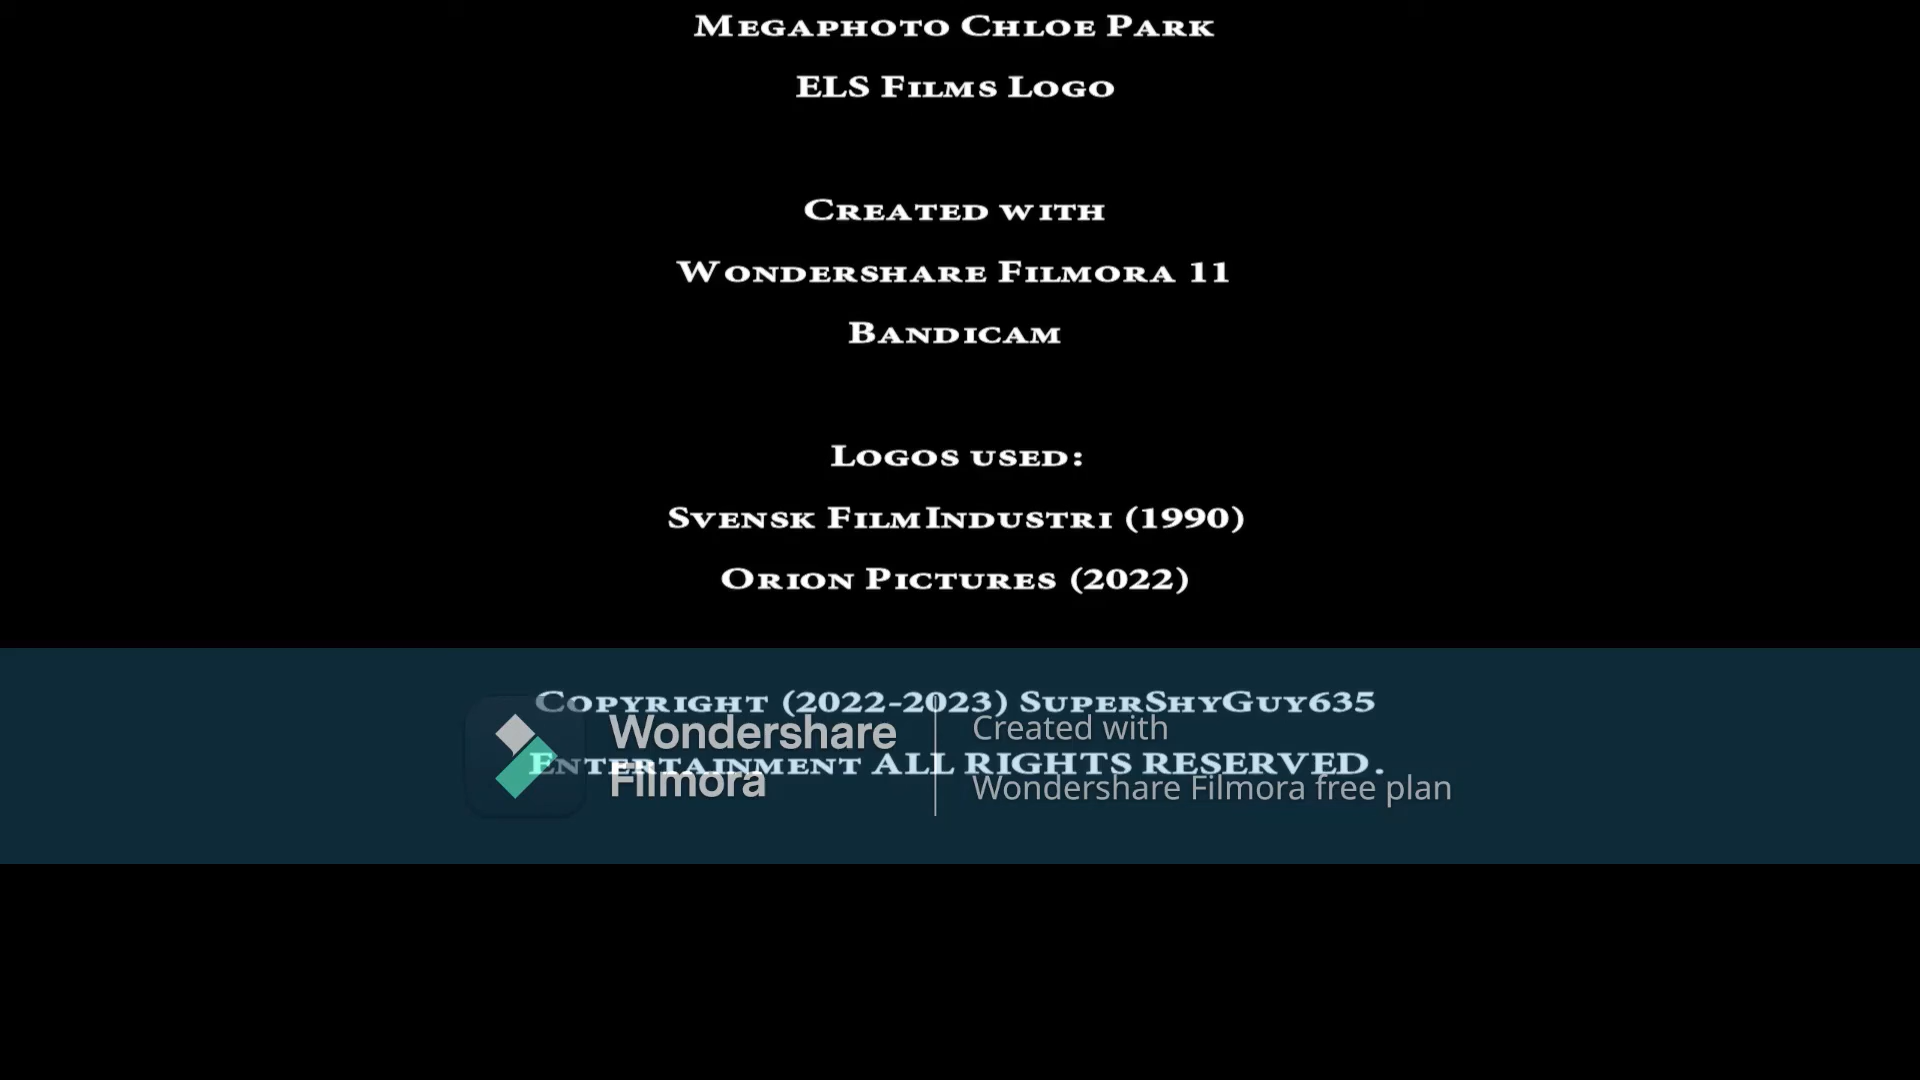 Megaphoto Chloe Park
ELS Films Logo
Created with
Wondershare Filmora 11
Bandicam
Logos used:
Svensk FilmIndustri (1990)
Orion Pictures (2022)
Copyright (2022-2023) SuperShyGuy635
Entertainment ALL RIGHTS RESERVED.
Wondershare
Filmora
Created with
Wondershare Filmora free plan